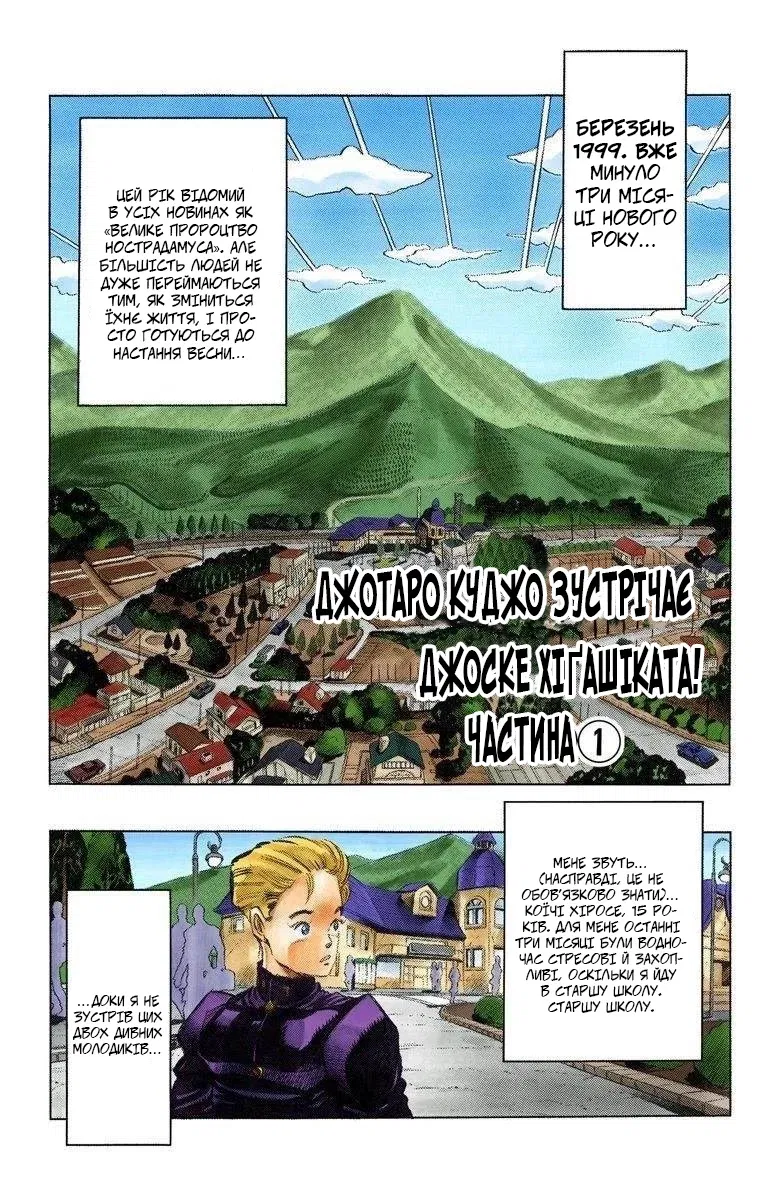 БЕРЕЗЕНЬ
1999. ВЖЕ
МИНУЛО
ТРИ МІСЯ-
ЦІ НОВОГО
РОКУ...
ЦЕЙ РІК ВІДОМИЙ
В УСІХ НОВИНАХ ЯК
«ВЕЛИКЕ ПРОРОЦТВО
НОСТРАДАМУСА». АЛЕ
БІЛЬШІСТЬ ЛЮДЕЙ НЕ
ДУЖЕ ПЕРЕЙМАЮТЬСЯ
ТИМ, ЯК ЗМІНИТЬСЯ
ЇХНЄ ЖИТТЯ, І ПРО-
СТО ГОТУЮТЬСЯ ДО
НАСТАННЯ ВЕСНИ...
ДЖОТАРО КУДЖО ЗУСТРІЧАЄ
ДЖОСКЕ ХІҐАШІКАТА!
ЧАСТИНА 1
МЕНЕ ЗВУТЬ...
(НАСПРАВДІ, ЦЕ НЕ
ОБОВ'ЯЗКОВО ЗНАТИ)...
КОЇЧІ ХІРОСЕ, 15 РО-
КІВ. ДЛЯ МЕНЕ ОСТАННІ
ТРИ МІСЯЦІ БУЛИ ВОДНО-
ЧАС СТРЕСОВІ Й ЗАХОП-
ЛИВІ, ОСКІЛЬКИ Я ЙДУ
В СТАРШУ ШКОЛУ.
СТАРШУ ШКОЛУ.
...ДОКИ Я НЕ
ЗУСТРІВ ЦИХ
ДВОХ ДИВНИХ
МОЛОДИКІВ...